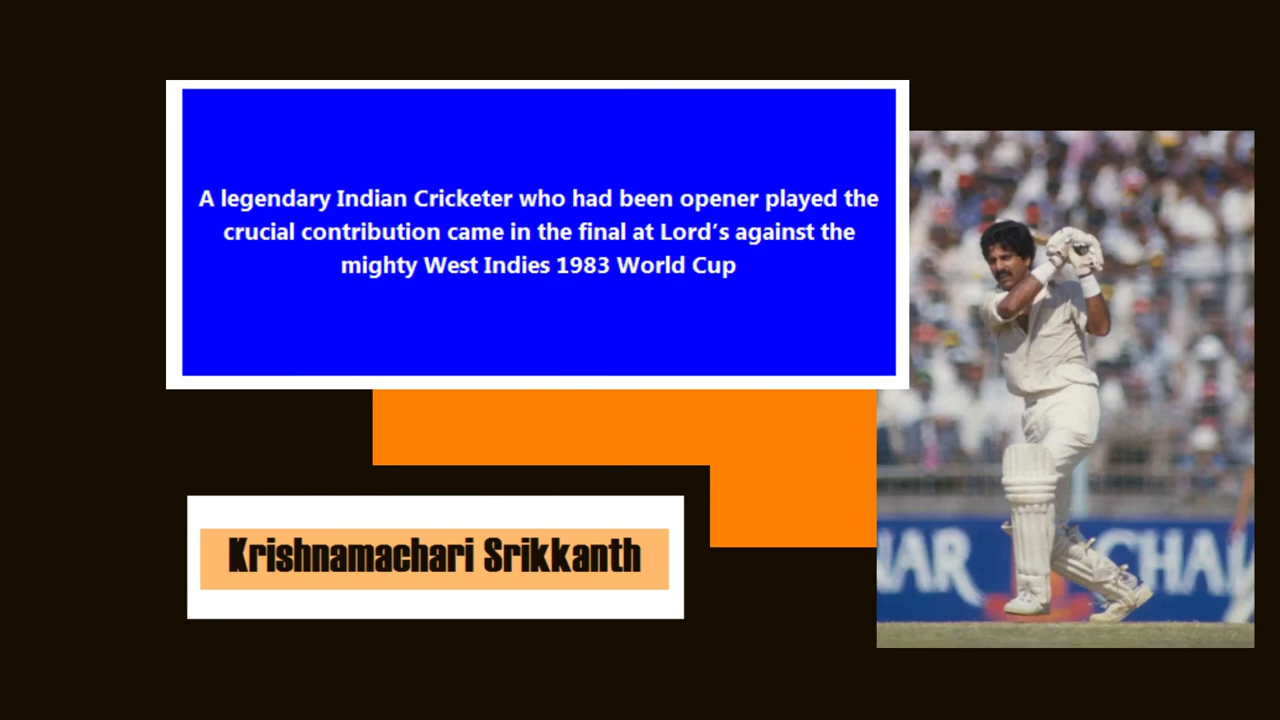 A legendary Indian Cricketer who had been opener played the
crucial contribution came in the final at Lord’s against the
mighty West Indies 1983 World Cup
Krishnamachari Srikkanth